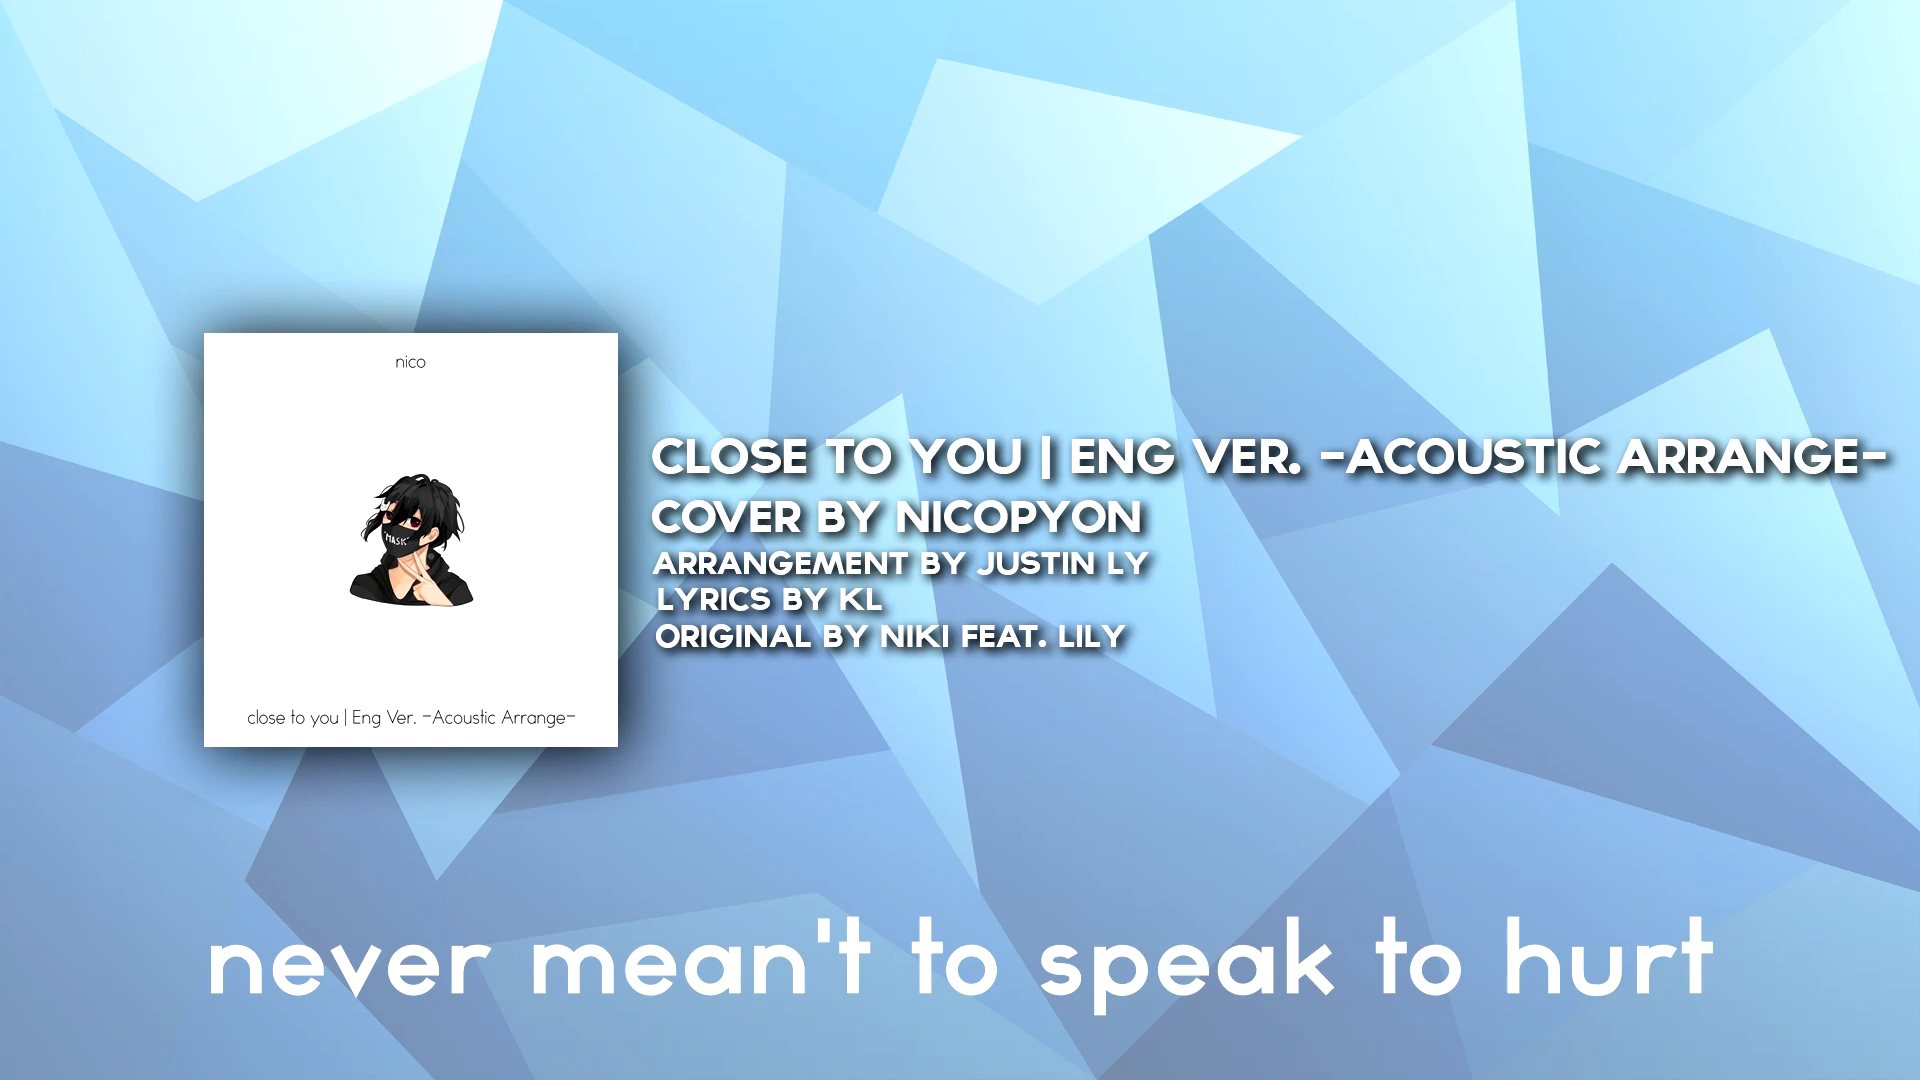 nico
"MASK"
close to you | Eng Ver. -Acoustic Arrange-
CLOSE TO YOU | ENG VER. -ACOUSTIC ARRANGE-
COVER BY NICOPYON
ARRANGEMENT BY JUSTIN LY
LYRICS BY KL
ORIGINAL BY NIKI FEAT. LILY
never mean't to speak to hurt